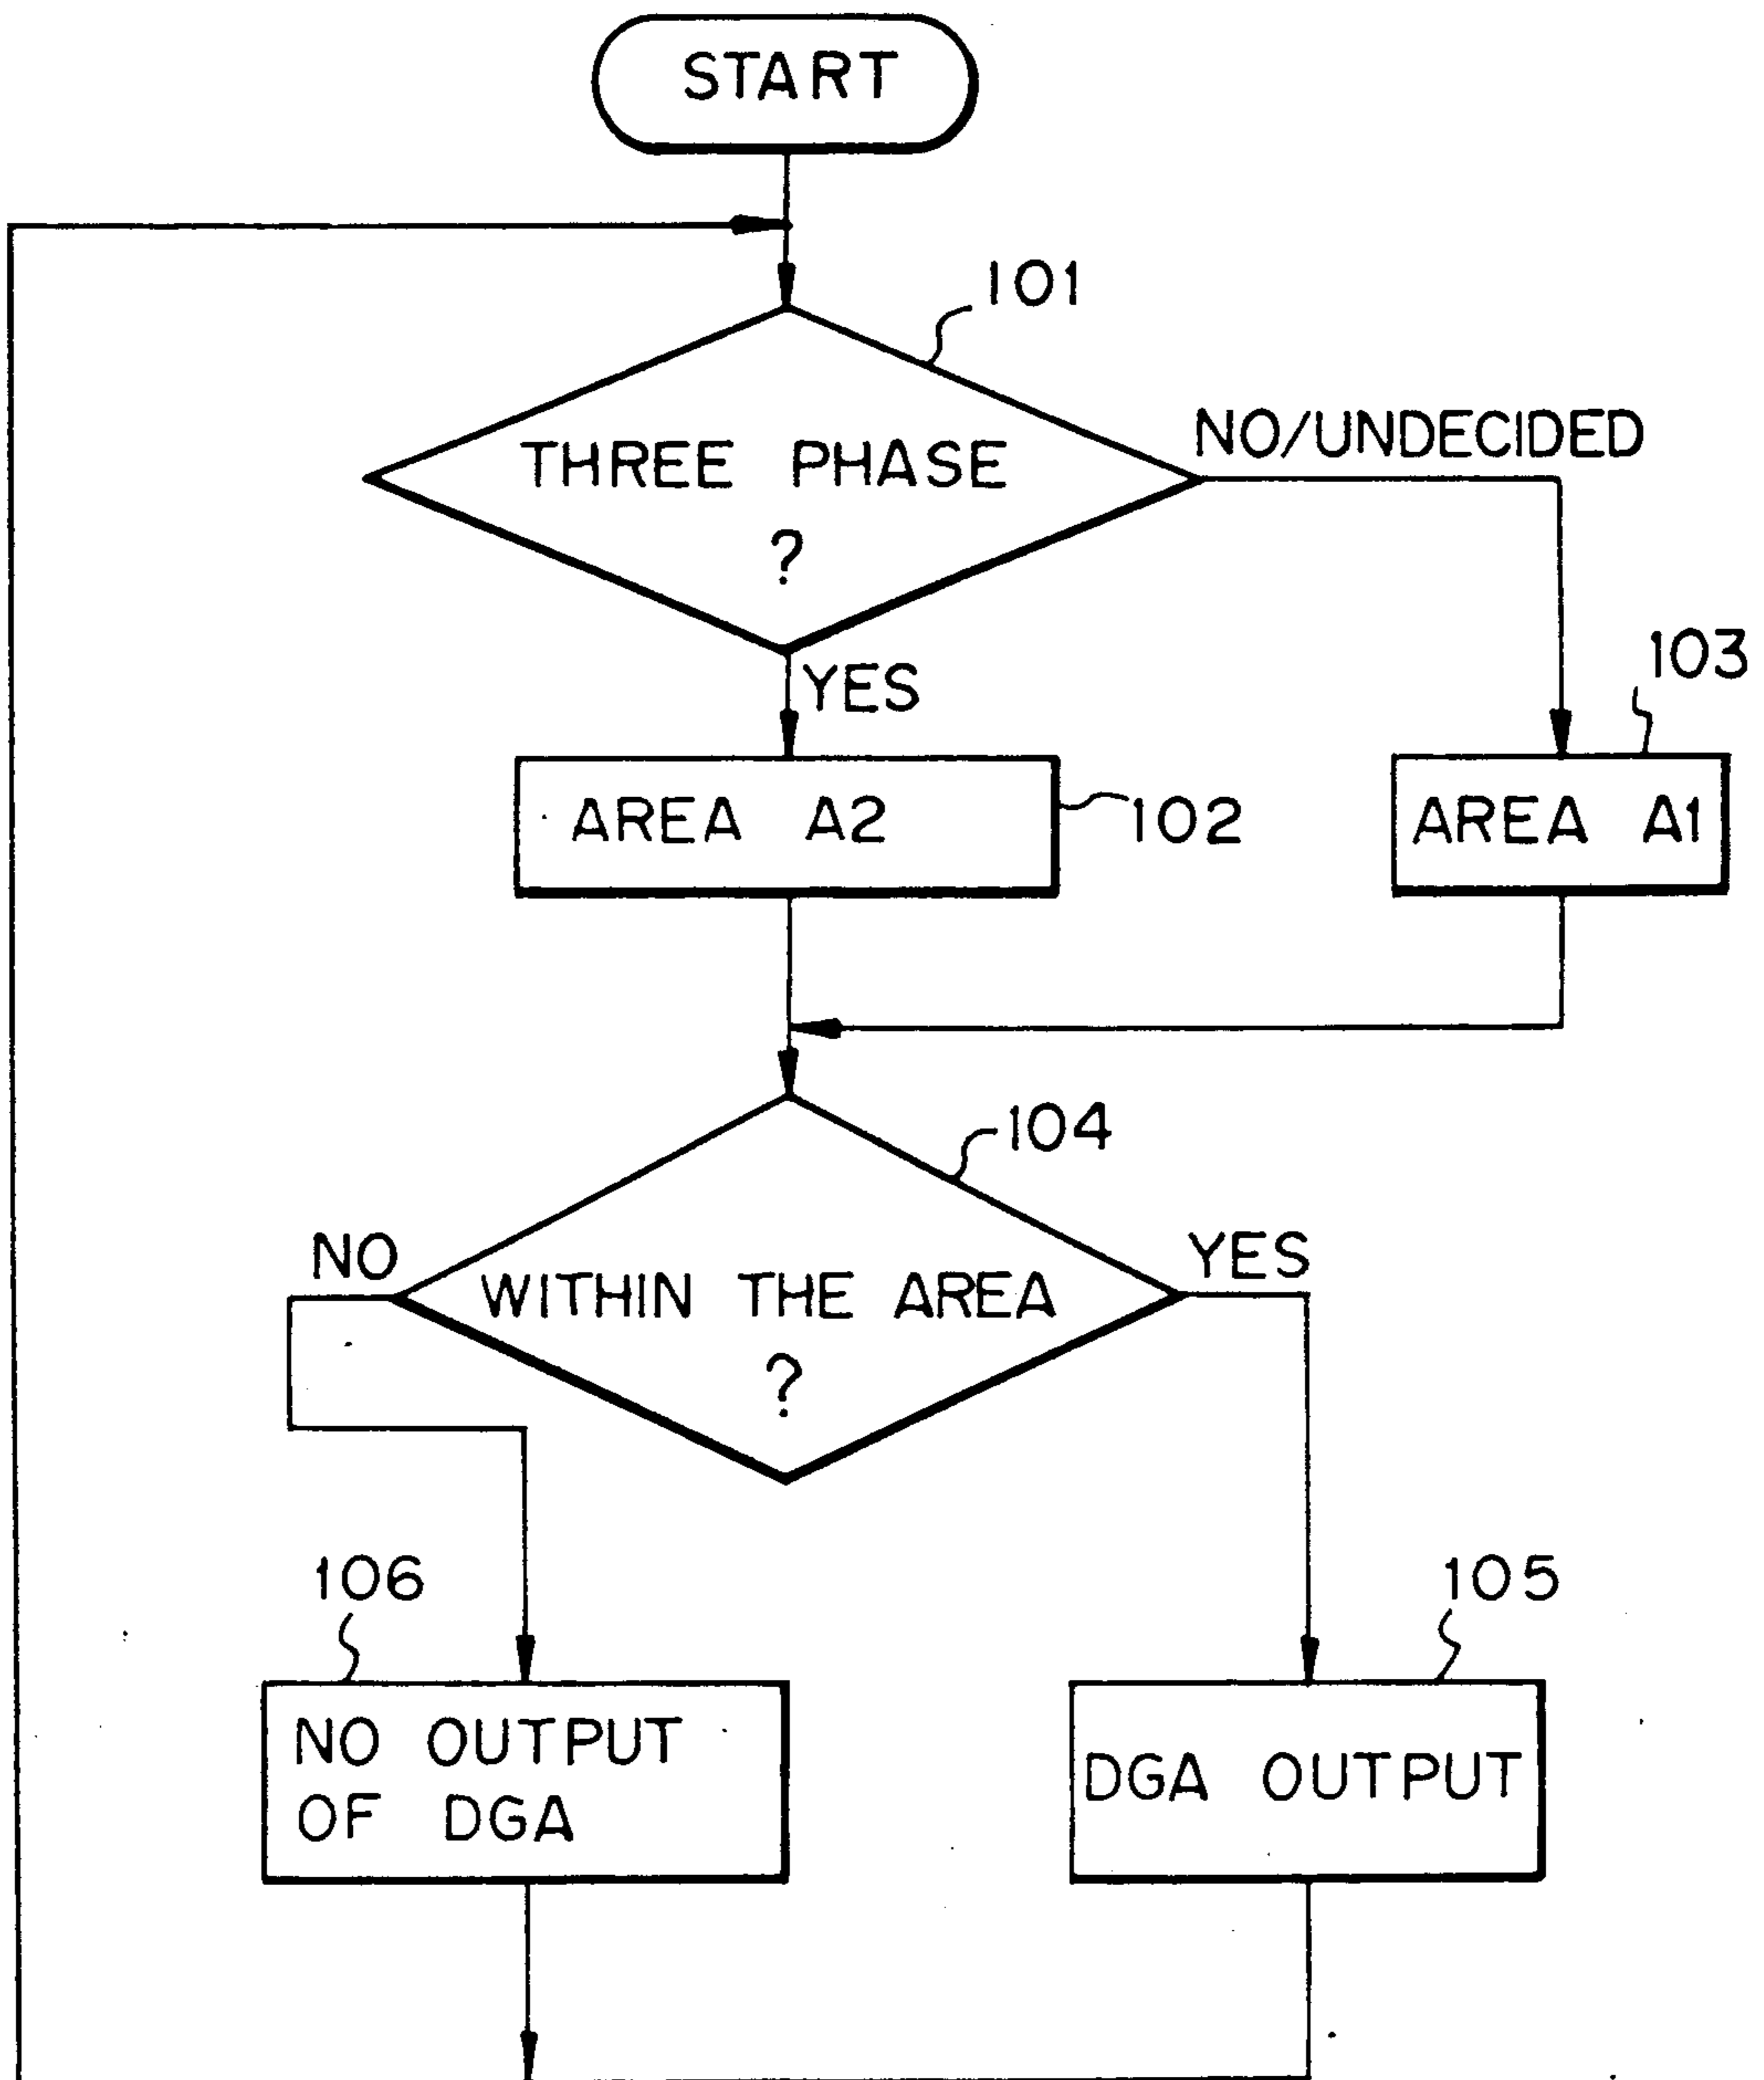 START
101
THREE PHASE
?
NO/UNDECIDED
YES
103
AREA A2
102
AREA A1
104
NO
YES
WITHIN THE AREA
?
106
105
NO OUTPUT
OF DGA
DGA OUTPUT